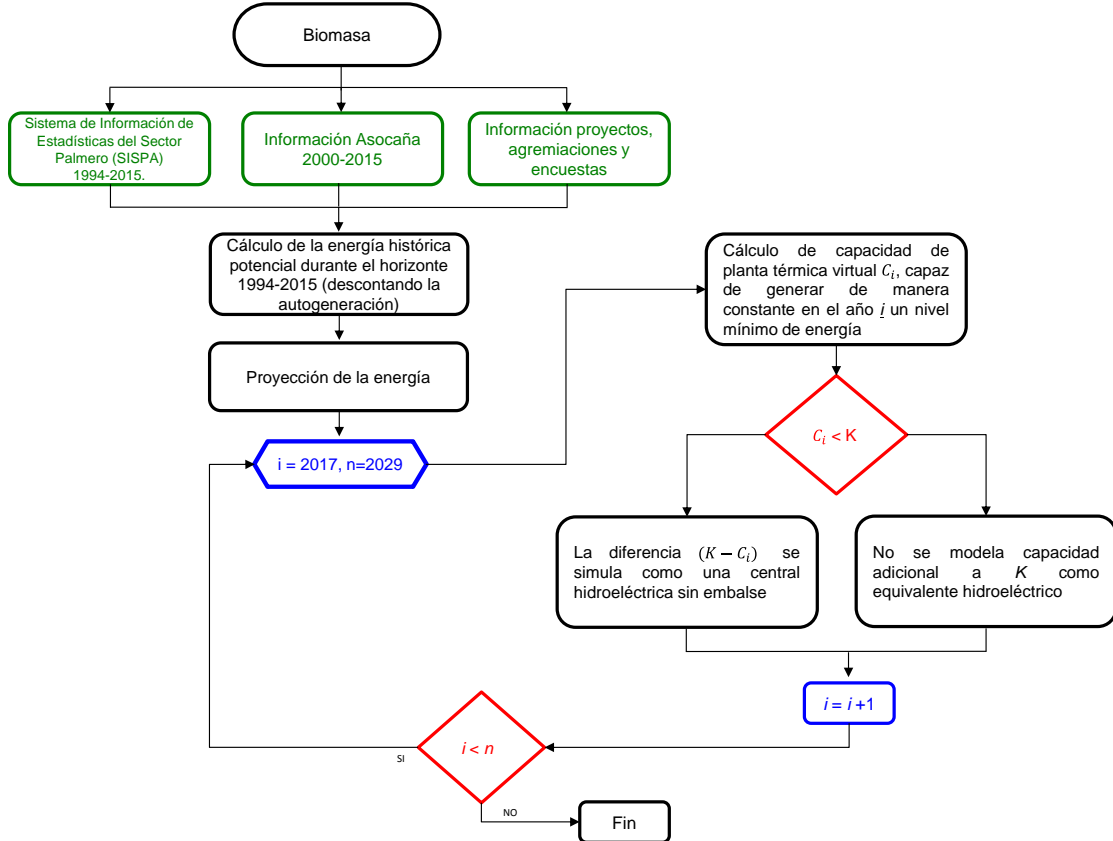 Biomasa
Sistema de Información de
Estadísticas del Sector
Palmero (SISPA)
1994-2015.
Información Asocaña
2000-2015
Información proyectos,
agremiaciones y
encuestas
Cálculo de la energía histórica
potencial durante el horizonte
1994-2015 (descontando la
autogeneración)
Proyección de la energía
i = 2017, n=2029
Cálculo de capacidad de
planta térmica virtual C_i, capaz
de generar de manera
constante en el año i un nivel
mínimo de energía
C_i < K
La diferencia (K − C_i) se
simula como una central
hidroeléctrica sin embalse
No se modela capacidad
adicional a K como
equivalente hidroeléctrico
i = i +1
i < n
SI
NO
Fin